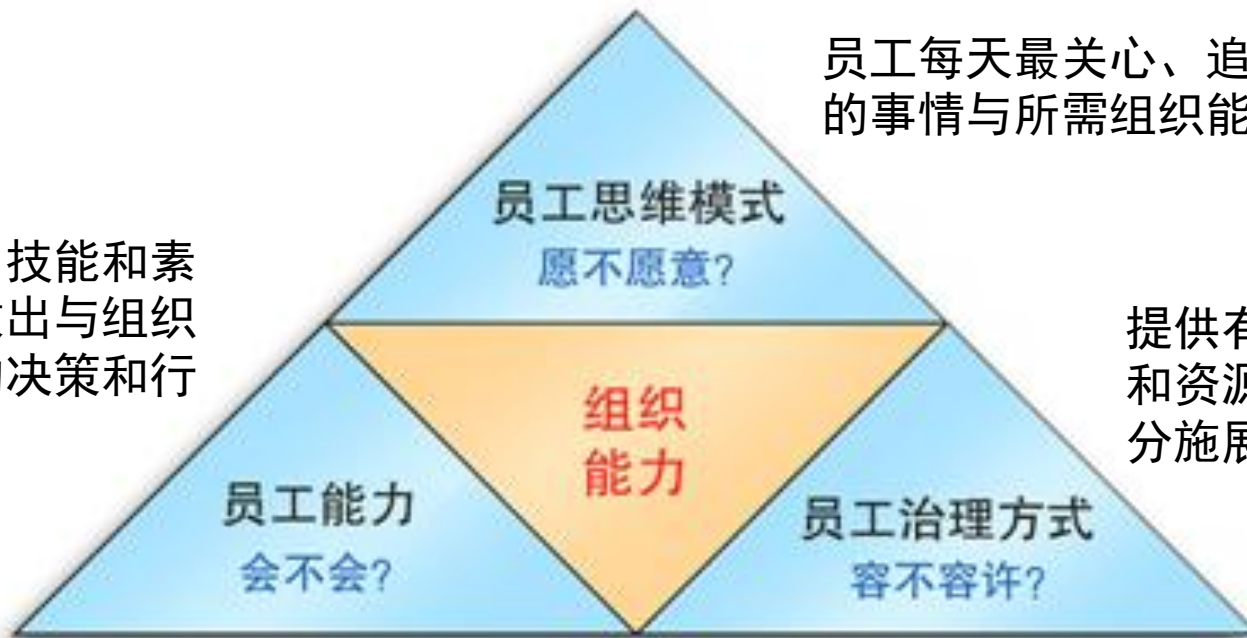 员工每天最关心、追
的事情与所需组织能
员工思维模式
愿不愿意?
技能和素
出与组织
决策和行
提供有
和资源
分施展
组织
能力
员工能力
会不会?
员工治理方式
容不容许?